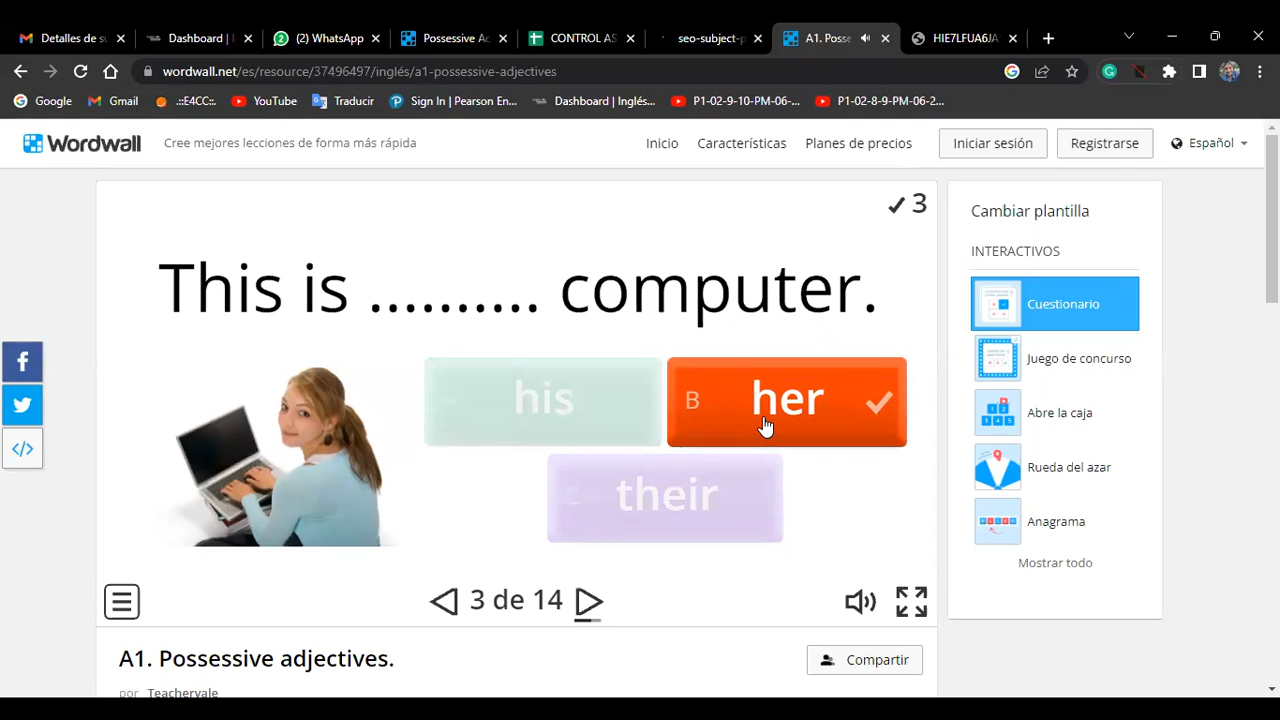 Detalles de su
Dashboard | I
(2) WhatsApp
Possessive Ac
CONTROL AS
seo-subject-p
A1. Posse
HIE7LFUA6JA
wordwall.net/es/resource/37496497/inglés/a1-possessive-adjectives
Google
Gmail
.::E4CC:.
YouTube
Traducir
Sign In | Pearson En...
Dashboard | Inglés...
P1-02-9-10-PM-06-...
P1-02-8-9-PM-06-2...
Wordwall
Cree mejores lecciones de forma más rápida
Inicio
Características
Planes de precios
Iniciar sesión
Registrarse
Español
3
This is .......... computer.
his
B her
their
3 de 14
Cambiar plantilla
INTERACTIVOS
Cuestionario
Juego de concurso
Abre la caja
Rueda del azar
Anagrama
Mostrar todo
A1. Possessive adjectives.
Compartir
por Teachervale